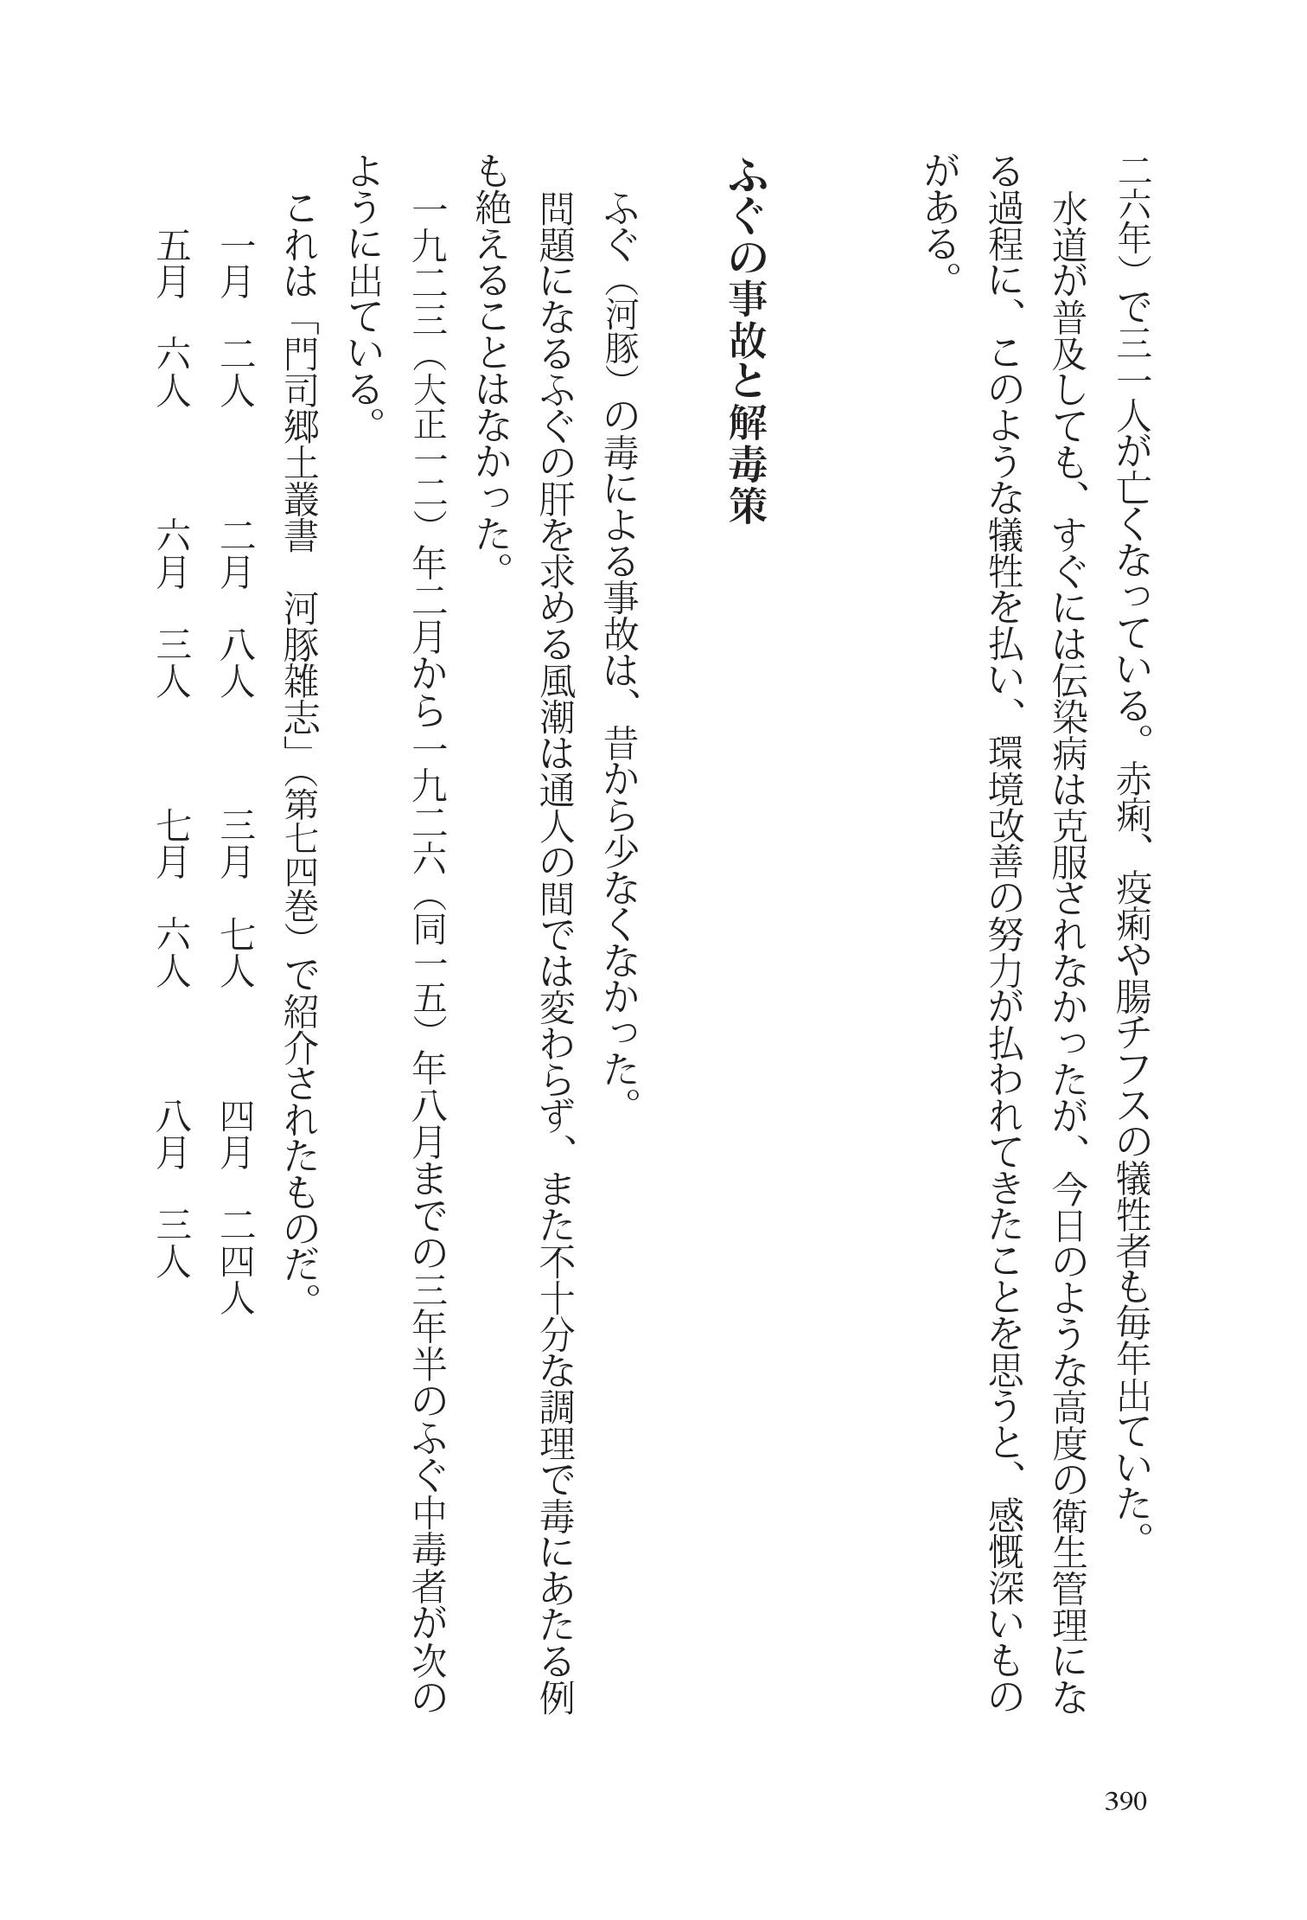 二六年）で三一人が亡くなっている。赤痢、疫痢や腸チフスの犠牲者も毎年出ていた。
　水道が普及しても、すぐには伝染病は克服されなかったが、今日のような高度の衛生管理にな
る過程に、このような犠牲を払い、環境改善の努力が払われてきたことを思うと、感慨深いもの
がある。
ふぐの事故と解毒策
　ふぐ（河豚）の毒による事故は、昔から少なくなかった。
　問題になるふぐの肝を求める風潮は通人の間では変わらず、また不十分な調理で毒にあたる例
も絶えることはなかった。
　一九二三（大正一二）年二月から一九二六（同一五）年八月までの三年半のふぐ中毒者が次の
ように出ている。
　これは「門司郷土叢書　河豚雑志」（第七四巻）で紹介されたものだ。
　　一月　二人　　　二月　八人　　　三月　七人　　　四月　二四人
　　五月　六人　　　六月　三人　　　七月　六人　　　八月　三人
390